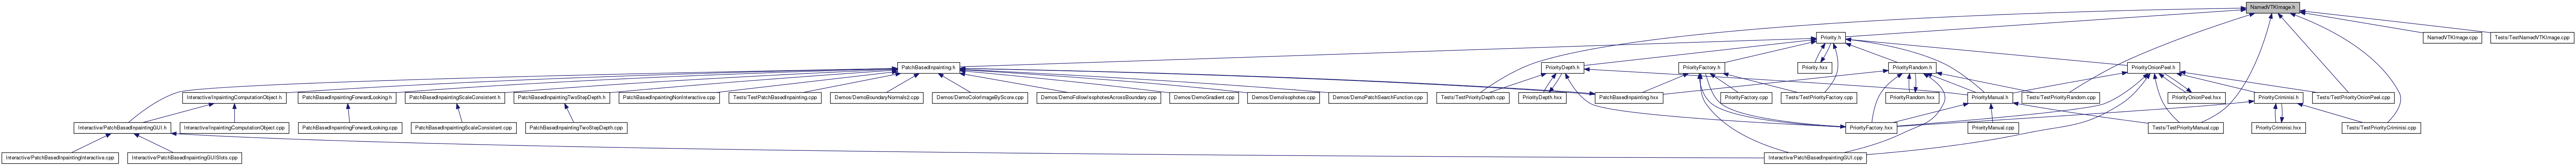 NamedVTKImage.h
Priority.h
NamedVTKImage.cpp
Tests/TestNamedVTKImage.cpp
PatchBasedInpainting.h
PriorityDepth.h
PriorityFactory.h
Priority.hxx
PriorityRandom.h
PriorityOnionPeel.h
Interactive/InpaintingComputationObject.h
PatchBasedInpaintingForwardLooking.h
PatchBasedInpaintingScaleConsistent.h
PatchBasedInpaintingTwoStepDepth.h
PatchBasedInpaintingNonInteractive.cpp
Tests/TestPatchBasedInpainting.cpp
Demos/DemoBoundaryNormals2.cpp
Demos/DemoColorImageByScore.cpp
Demos/DemoFollowIsophotesAcrossBoundary.cpp
Demos/DemoGradient.cpp
Demos/DemoIsophotes.cpp
Demos/DemoPatchSearchFunction.cpp
PatchBasedInpainting.hxx
Tests/TestPriorityDepth.cpp
PriorityDepth.hxx
PriorityFactory.cpp
Tests/TestPriorityFactory.cpp
PriorityRandom.hxx
PriorityManual.h
Tests/TestPriorityRandom.cpp
PriorityOnionPeel.hxx
PriorityCriminisi.h
Tests/TestPriorityOnionPeel.cpp
Interactive/PatchBasedInpaintingGUI.h
Interactive/InpaintingComputationObject.cpp
PatchBasedInpaintingForwardLooking.cpp
PatchBasedInpaintingScaleConsistent.cpp
PatchBasedInpaintingTwoStepDepth.cpp
PriorityFactory.hxx
PriorityManual.cpp
Tests/TestPriorityManual.cpp
PriorityCriminisi.hxx
Tests/TestPriorityCriminisi.cpp
Interactive/PatchBasedInpaintingInteractive.cpp
Interactive/PatchBasedInpaintingGUISlots.cpp
Interactive/PatchBasedInpaintingGUI.cpp